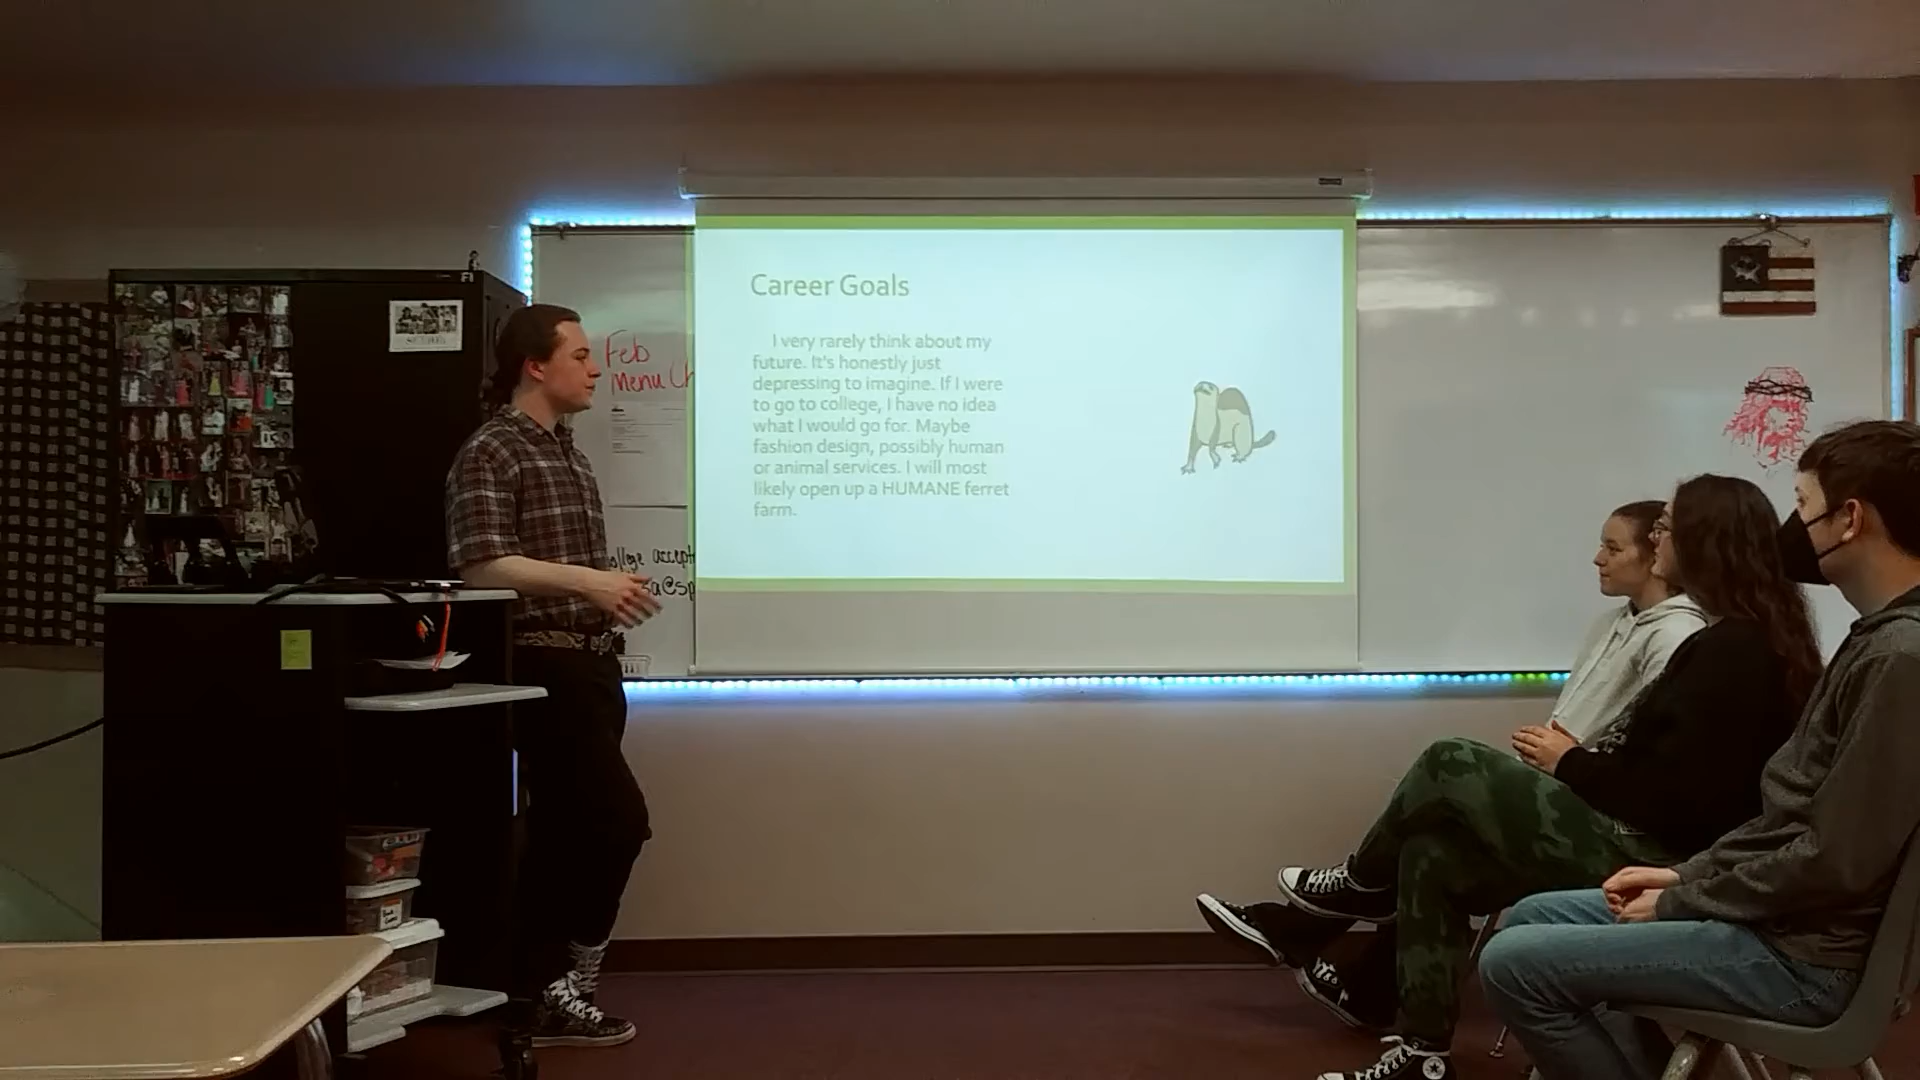 Career Goals
I very rarely think about my
future. It's honestly just
depressing to imagine. If I were
to go to college, I have no idea
what I would go for. Maybe
fashion design, possibly human
or animal services. I will most
likely open up a HUMANE ferret
farm.
Feb
Menu